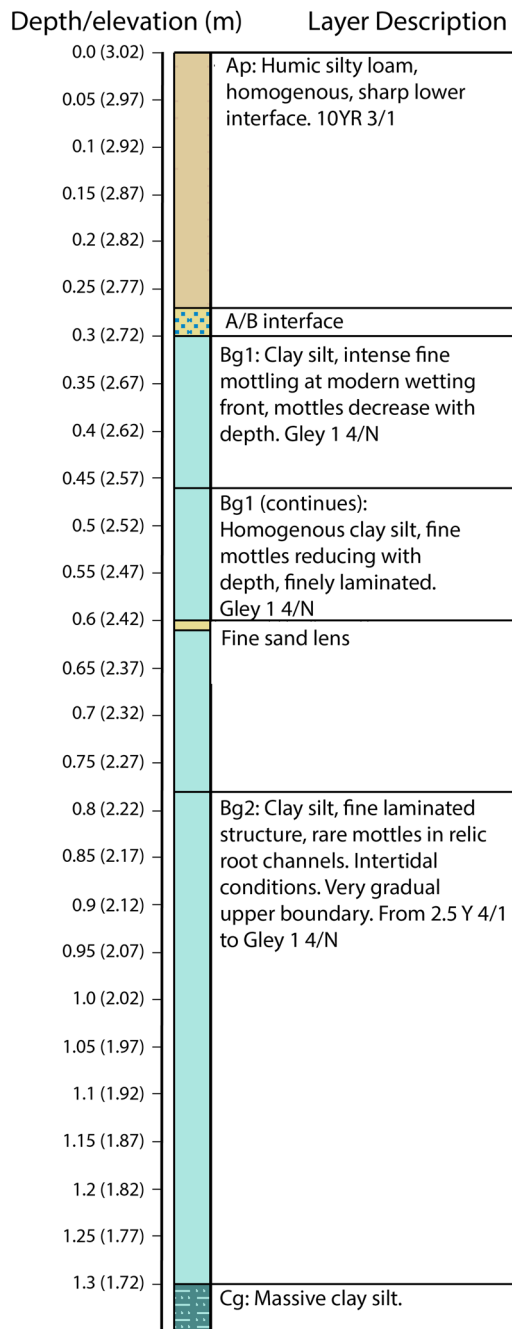 Depth/elevation (m) Layer Description
0.0 (3.02)
Ap: Humic silty loam,
homogenous, sharp lower
interface. 10YR 3/1
0.05 (2.97)
0.1 (2.92)
0.15 (2.87)
0.2 (2.82)
0.25 (2.77)
A/B interface
0.3 (2.72)
Bg1: Clay silt, intense fine
mottling at modern wetting
front, mottles decrease with
depth. Gley 1 4/N
0.35 (2.67)
0.4 (2.62)
0.45 (2.57)
Bg1 (continues):
Homogenous clay silt, fine
mottles reducing with
depth, finely laminated.
Gley 1 4/N
0.5 (2.52)
0.55 (2.47)
0.6 (2.42)
Fine sand lens
0.65 (2.37)
0.7 (2.32)
0.75 (2.27)
Bg2: Clay silt, fine laminated
structure, rare mottles in relic
root channels. Intertidal
conditions. Very gradual
upper boundary. From 2.5 Y 4/1
to Gley 1 4/N
0.8 (2.22)
0.85 (2.17)
0.9 (2.12)
0.95 (2.07)
1.0 (2.02)
1.05 (1.97)
1.1 (1.92)
1.15 (1.87)
1.2 (1.82)
1.25 (1.77)
1.3 (1.72)
Cg: Massive clay silt.